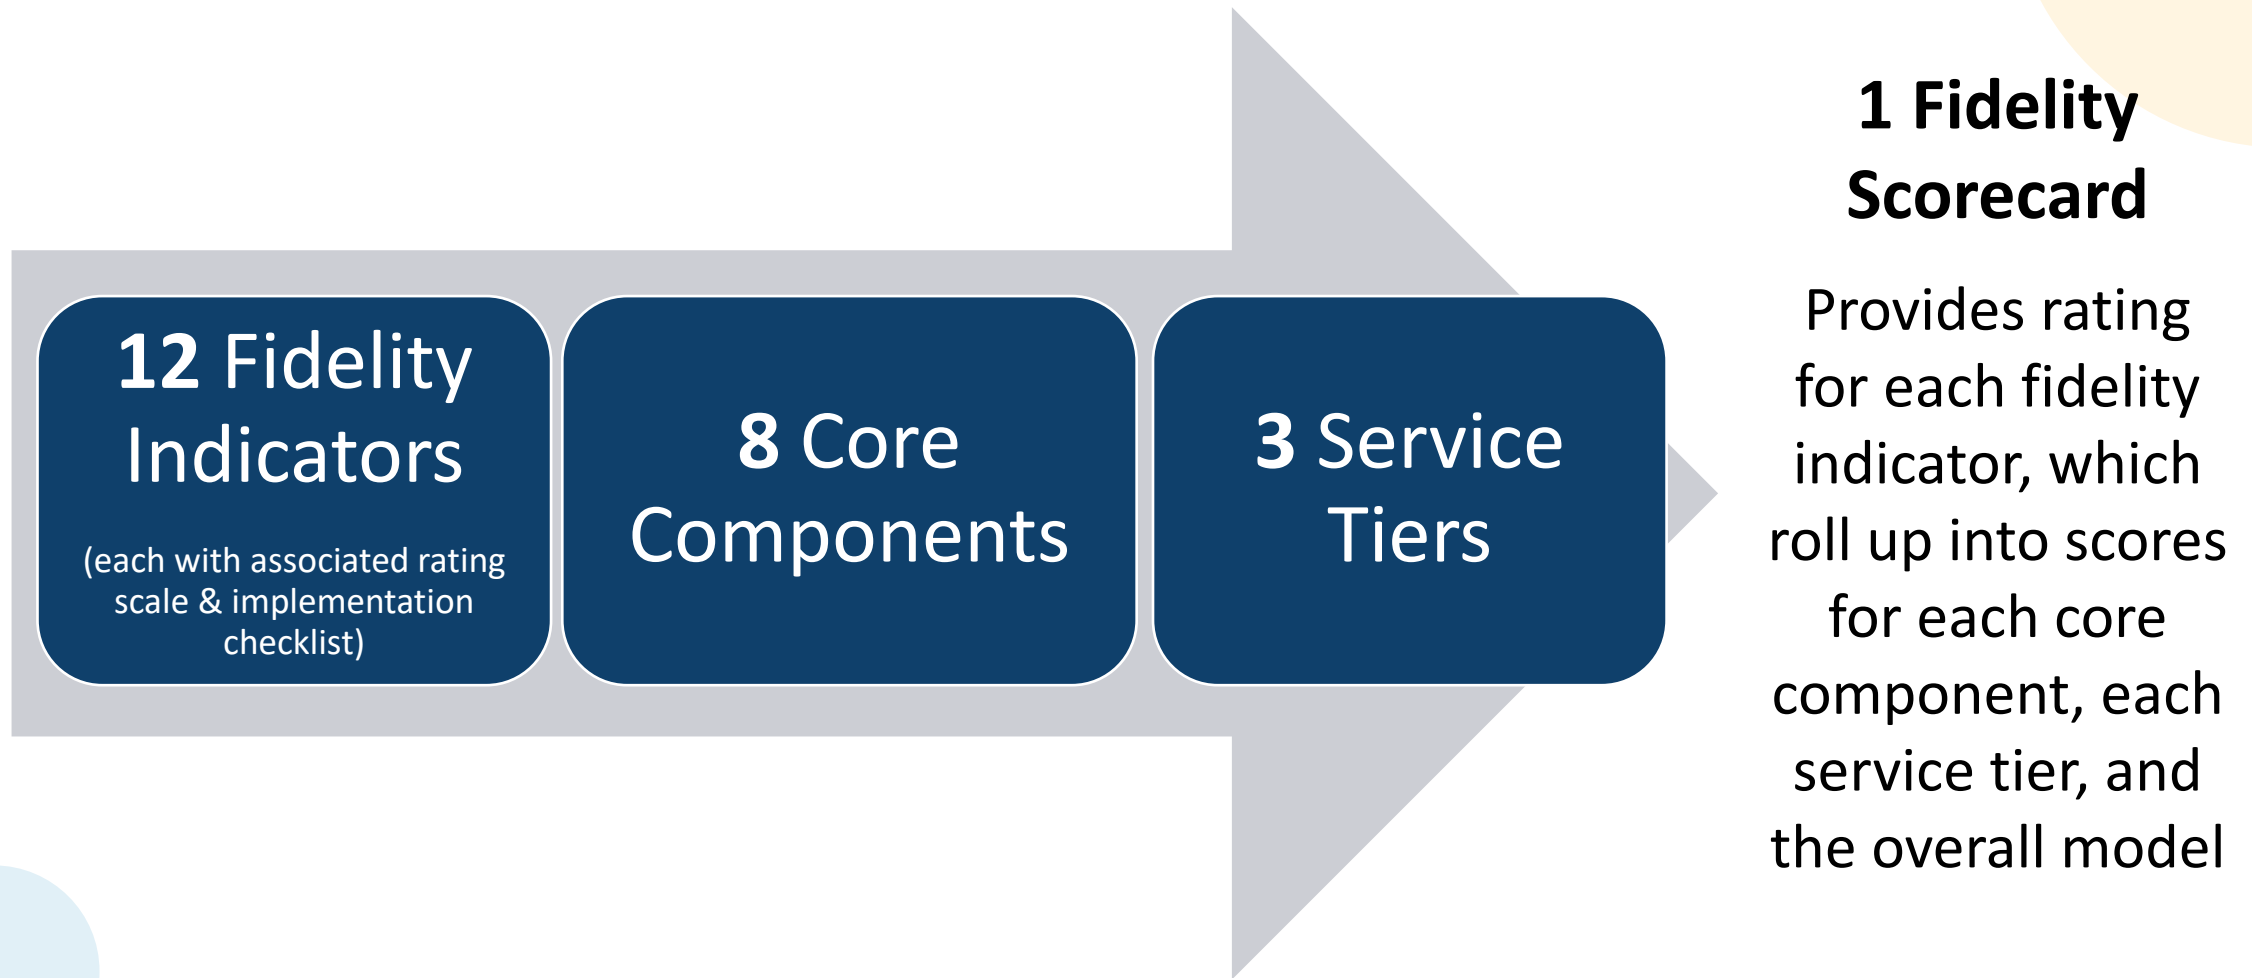 12 Fidelity
Indicators
(each with associated rating
scale & implementation
checklist)
8 Core
Components
3 Service
Tiers
1 Fidelity
Scorecard
Provides rating
for each fidelity
indicator, which
roll up into scores
for each core
component, each
service tier, and
the overall model